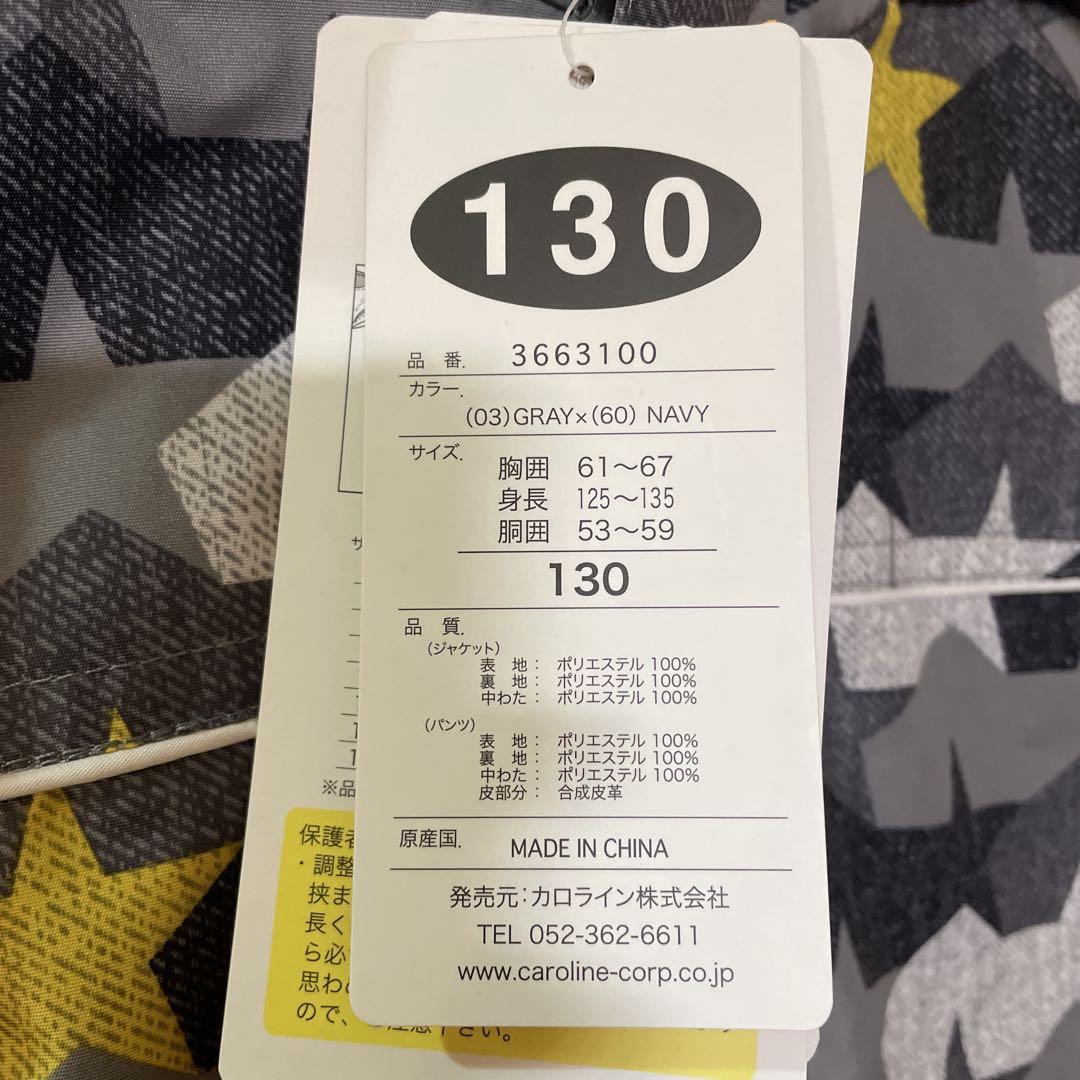 130
品 番. 3663100
カラー.
(03)GRAY×(60) NAVY
サイズ.
胸囲 61〜67
身長 125〜135
胴囲 53〜59
130
品 質.
(ジャケット)
表 地 : ポリエステル 100%
裏 地 : ポリエステル 100%
中わた : ポリエステル 100%
(パンツ)
表 地 : ポリエステル 100%
裏 地 : ポリエステル 100%
中わた : ポリエステル 100%
皮部分 : 合成皮革
原産国. MADE IN CHINA
発売元:カロライン株式会社
TEL 052-362-6611
www.caroline-corp.co.jp
※品
保護者
・調整
挟ま
長く
ら必
思わ
ので、